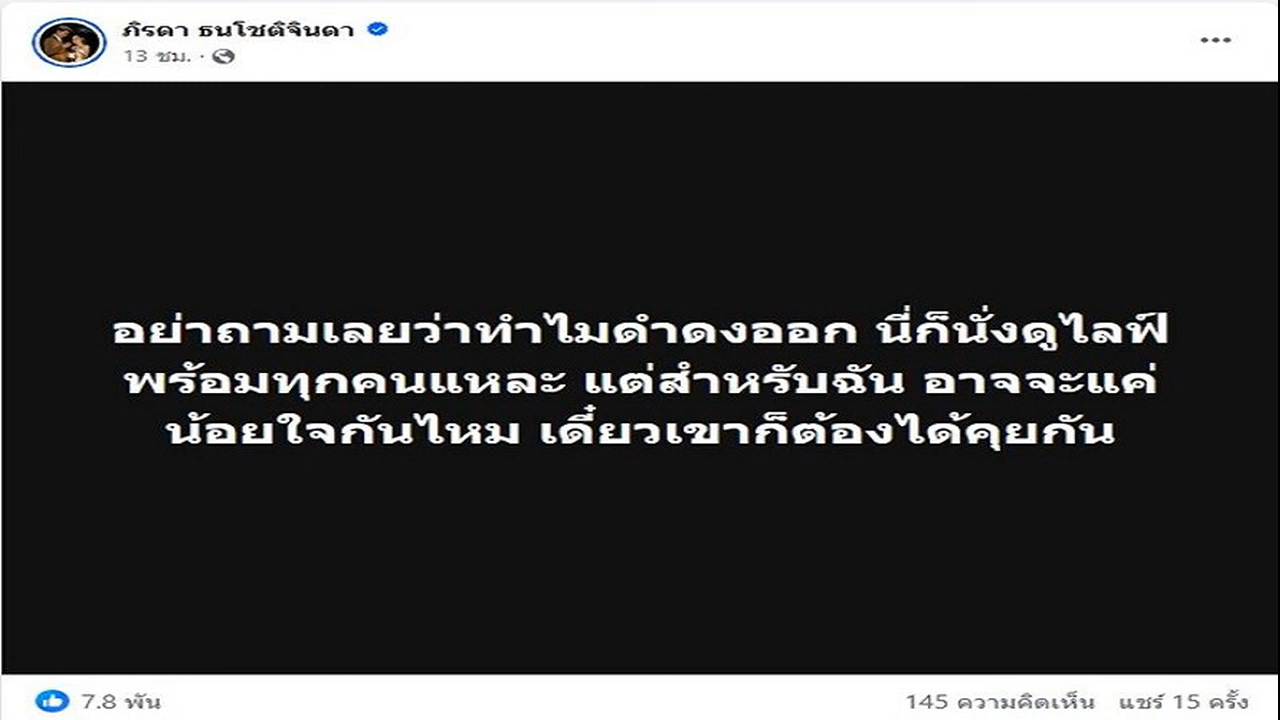 ภิรดา ธนโชติจินดา
13 ชม. ·
อย่าถามเลยว่าทำไมดำดงออก นี่ก็นั่งดูไลฟ์
พร้อมทุกคนแหละ แต่สำหรับฉัน อาจจะแค่
น้อยใจกันไหม เดี๋ยวเขาก็ต้องได้คุยกัน
7.8 พัน
145 ความคิดเห็น แชร์ 15 ครั้ง